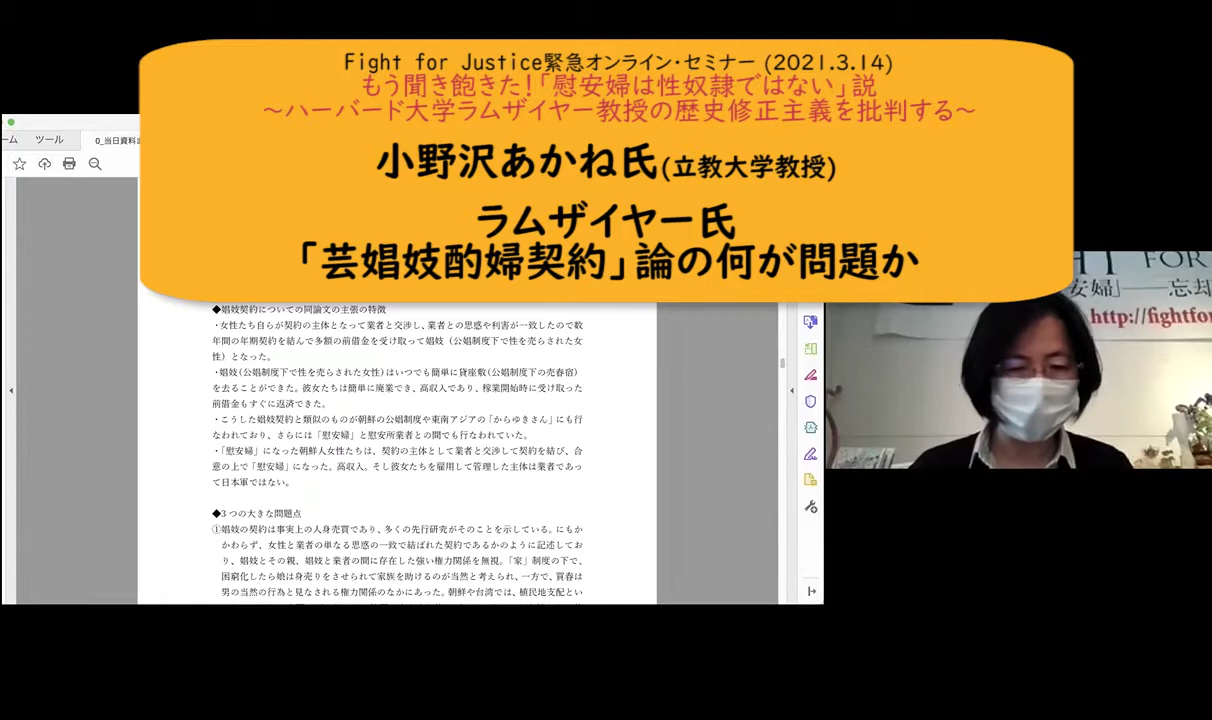 Fight for Justice緊急オンライン・セミナー (2021.3.14)
もう聞き飽きた!「慰安婦は性奴隷ではない」説
～ハーバード大学ラムザイヤー教授の歴史修正主義を批判する～
小野沢あかね氏(立教大学教授)
ラムザイヤー氏
「芸娼妓酌婦契約」論の何が問題か
ーム ツール 0_当日資料
◆娼妓契約についての同論文の主張の特徴
・女性たち自らが契約の主体となって業者と交渉し、業者との思惑や利害が一致したので数
年間の年期契約を結んで多額の前借金を受け取って娼妓（公娼制度下で性を売らされた女
性）となった。
・娼妓(公娼制度下で性を売らされた女性)はいつでも簡単に貸座敷(公娼制度下の売春宿)
を去ることができた。彼女たちは簡単に廃業でき、高収入であり、稼業開始時に受け取った
前借金もすぐに返済できた。
・こうした娼妓契約と類似のものが朝鮮の公娼制度や東南アジアの「からゆきさん」にも行
なわれており、さらには「慰安婦」と慰安所業者との間でも行なわれていた。
・「慰安婦」になった朝鮮人女性たちは、契約の主体として業者と交渉して契約を結び、合
意の上で「慰安婦」になった。高収入。そし彼女たちを雇用して管理した主体は業者であっ
て日本軍ではない。
◆3 つの大きな問題点
①娼妓の契約は事実上の人身売買であり、多くの先行研究がそのことを示している。にもか
かわらず、女性と業者の単なる思惑の一致で結ばれた契約であるかのように記述してお
り、娼妓とその親、娼妓と業者の間に存在した強い権力関係を無視。「家」制度の下で、
困窮化したら娘は身売りをさせられて家族を助けるのが当然と考えられ、一方で、買春は
男の当然の行為と見なされる権力関係のなかにあった。朝鮮や台湾では、植民地支配とい
HT FOR
安婦」――忘却
http://fightfor